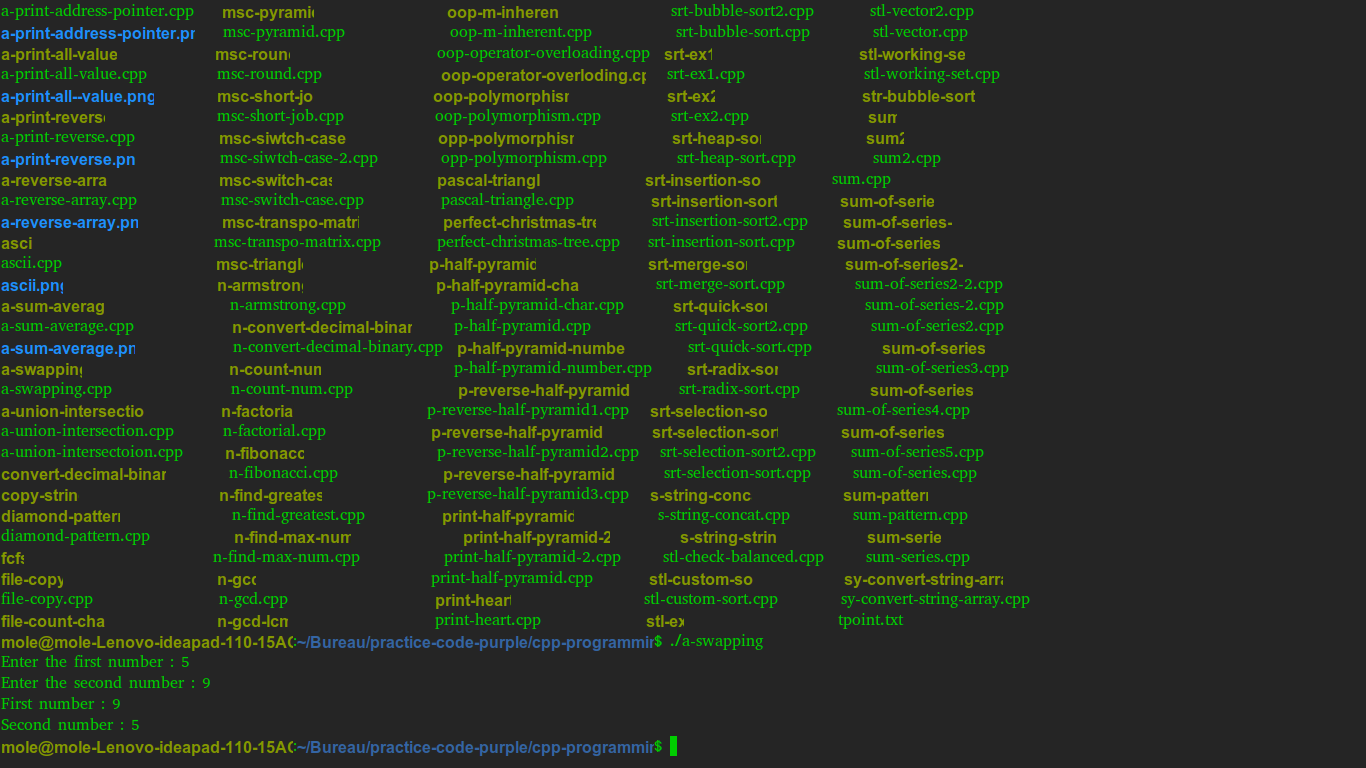 a-print-address-pointer.cpp msc-pyrami oop-m-inheren srt-bubble-sort2.cpp stl-vector2.cpp
a-print-address-pointer.pr msc-pyramid.cpp oop-m-inherent.cpp srt-bubble-sort.cpp stl-vector.cpp
a-print-all-value msc-roun oop-operator-overloading.cpp srt-ex1 stl-working-se
a-print-all-value.cpp msc-round.cpp oop-operator-overloding.cp srt-ex1.cpp stl-working-set.cpp
a-print-all--value.png msc-short-jo oop-polymorphisr srt-ex2 str-bubble-sort
a-print-revers msc-short-job.cpp oop-polymorphism.cpp srt-ex2.cpp sum
a-print-reverse.cpp msc-siwtch-case opp-polymorphisr srt-heap-so sum2
a-print-reverse.pn msc-siwtch-case-2.cpp opp-polymorphism.cpp srt-heap-sort.cpp sum2.cpp
a-reverse-arra msc-switch-cas pascal-triangl srt-insertion-so sum.cpp
a-reverse-array.cpp msc-switch-case.cpp pascal-triangle.cpp srt-insertion-sort sum-of-serie
a-reverse-array.pn msc-transpo-matri perfect-christmas-tre srt-insertion-sort2.cpp sum-of-series-
asci msc-transpo-matrix.cpp perfect-christmas-tree.cpp srt-insertion-sort.cpp sum-of-series
ascii.cpp msc-triangl p-half-pyramid srt-merge-so sum-of-series2-
ascii.png n-armstron p-half-pyramid-cha srt-merge-sort.cpp sum-of-series2-2.cpp
a-sum-averag n-armstrong.cpp p-half-pyramid-char.cpp srt-quick-sor sum-of-series-2.cpp
a-sum-average.cpp n-convert-decimal-binar p-half-pyramid.cpp srt-quick-sort2.cpp sum-of-series2.cpp
a-sum-average.pn n-convert-decimal-binary.cpp p-half-pyramid-numbe srt-quick-sort.cpp sum-of-series
a-swapping n-count-nun p-half-pyramid-number.cpp srt-radix-sor sum-of-series3.cpp
a-swapping.cpp n-count-num.cpp p-reverse-half-pyramid srt-radix-sort.cpp sum-of-series
a-union-intersectio n-factoria p-reverse-half-pyramid1.cpp srt-selection-so sum-of-series4.cpp
a-union-intersection.cpp n-factorial.cpp p-reverse-half-pyramid srt-selection-sort sum-of-series
a-union-intersectoion.cpp n-fibonacc p-reverse-half-pyramid2.cpp srt-selection-sort2.cpp sum-of-series5.cpp
convert-decimal-binar n-fibonacci.cpp p-reverse-half-pyramid srt-selection-sort.cpp sum-of-series.cpp
copy-strin n-find-greates p-reverse-half-pyramid3.cpp s-string-conc sum-pattern
diamond-pattern n-find-greatest.cpp print-half-pyramid s-string-concat.cpp sum-pattern.cpp
diamond-pattern.cpp n-find-max-num print-half-pyramid-2 s-string-strin sum-serie
fcfs n-find-max-num.cpp print-half-pyramid-2.cpp stl-check-balanced.cpp sum-series.cpp
file-copy n-gcd print-half-pyramid.cpp stl-custom-so sy-convert-string-arra
file-copy.cpp n-gcd.cpp print-heart stl-custom-sort.cpp sy-convert-string-array.cpp
file-count-cha n-gcd-lcm print-heart.cpp stl-ex tpoint.txt
mole@mole-Lenovo-ideapad-110-15AC:~/Bureau/practice-code-purple/cpp-programmin$ ./a-swapping
Enter the first number : 5
Enter the second number : 9
First number : 9
Second number : 5
mole@mole-Lenovo-ideapad-110-15AC:~/Bureau/practice-code-purple/cpp-programmin$